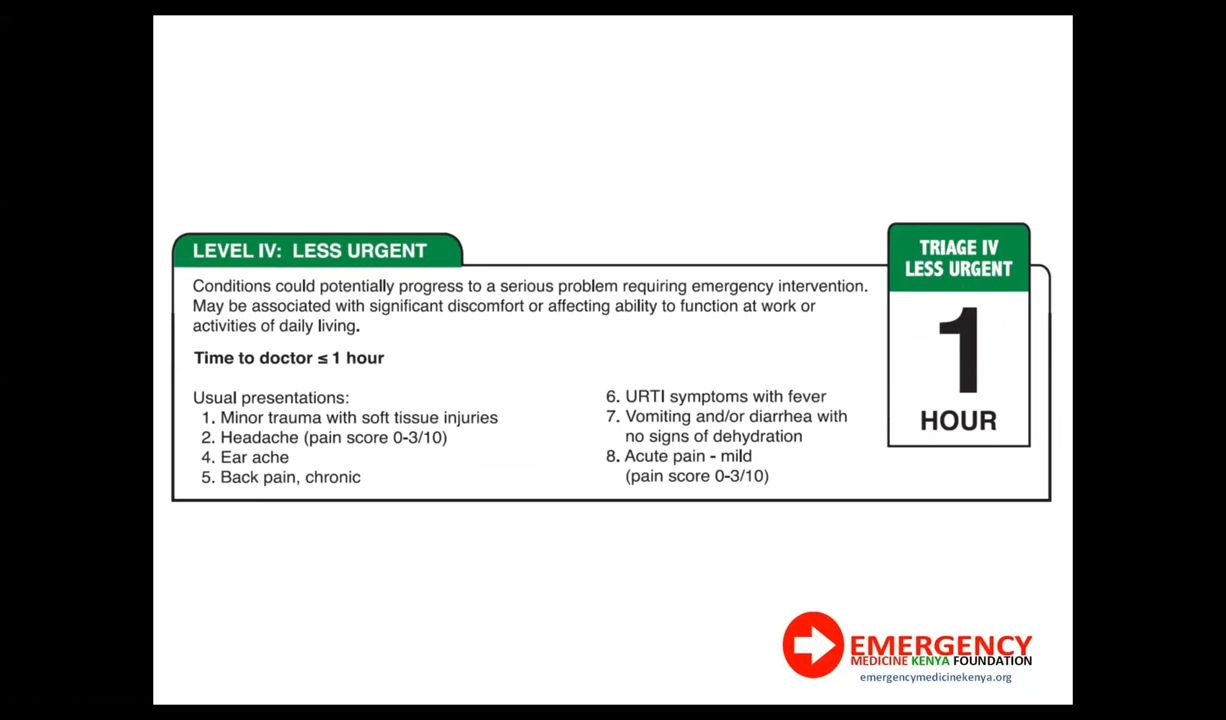 LEVEL IV: LESS URGENT
Conditions could potentially progress to a serious problem requiring emergency intervention.
May be associated with significant discomfort or affecting ability to function at work or
activities of daily living.
Time to doctor ≤ 1 hour
Usual presentations:
1. Minor trauma with soft tissue injuries
2. Headache (pain score 0-3/10)
4. Ear ache
5. Back pain, chronic
6. URTI symptoms with fever
7. Vomiting and/or diarrhea with
no signs of dehydration
8. Acute pain - mild
(pain score 0-3/10)
TRIAGE IV
LESS URGENT
1
HOUR
EMERGENCY
MEDICINE KENYA FOUNDATION
emergencymedicinekenya.org